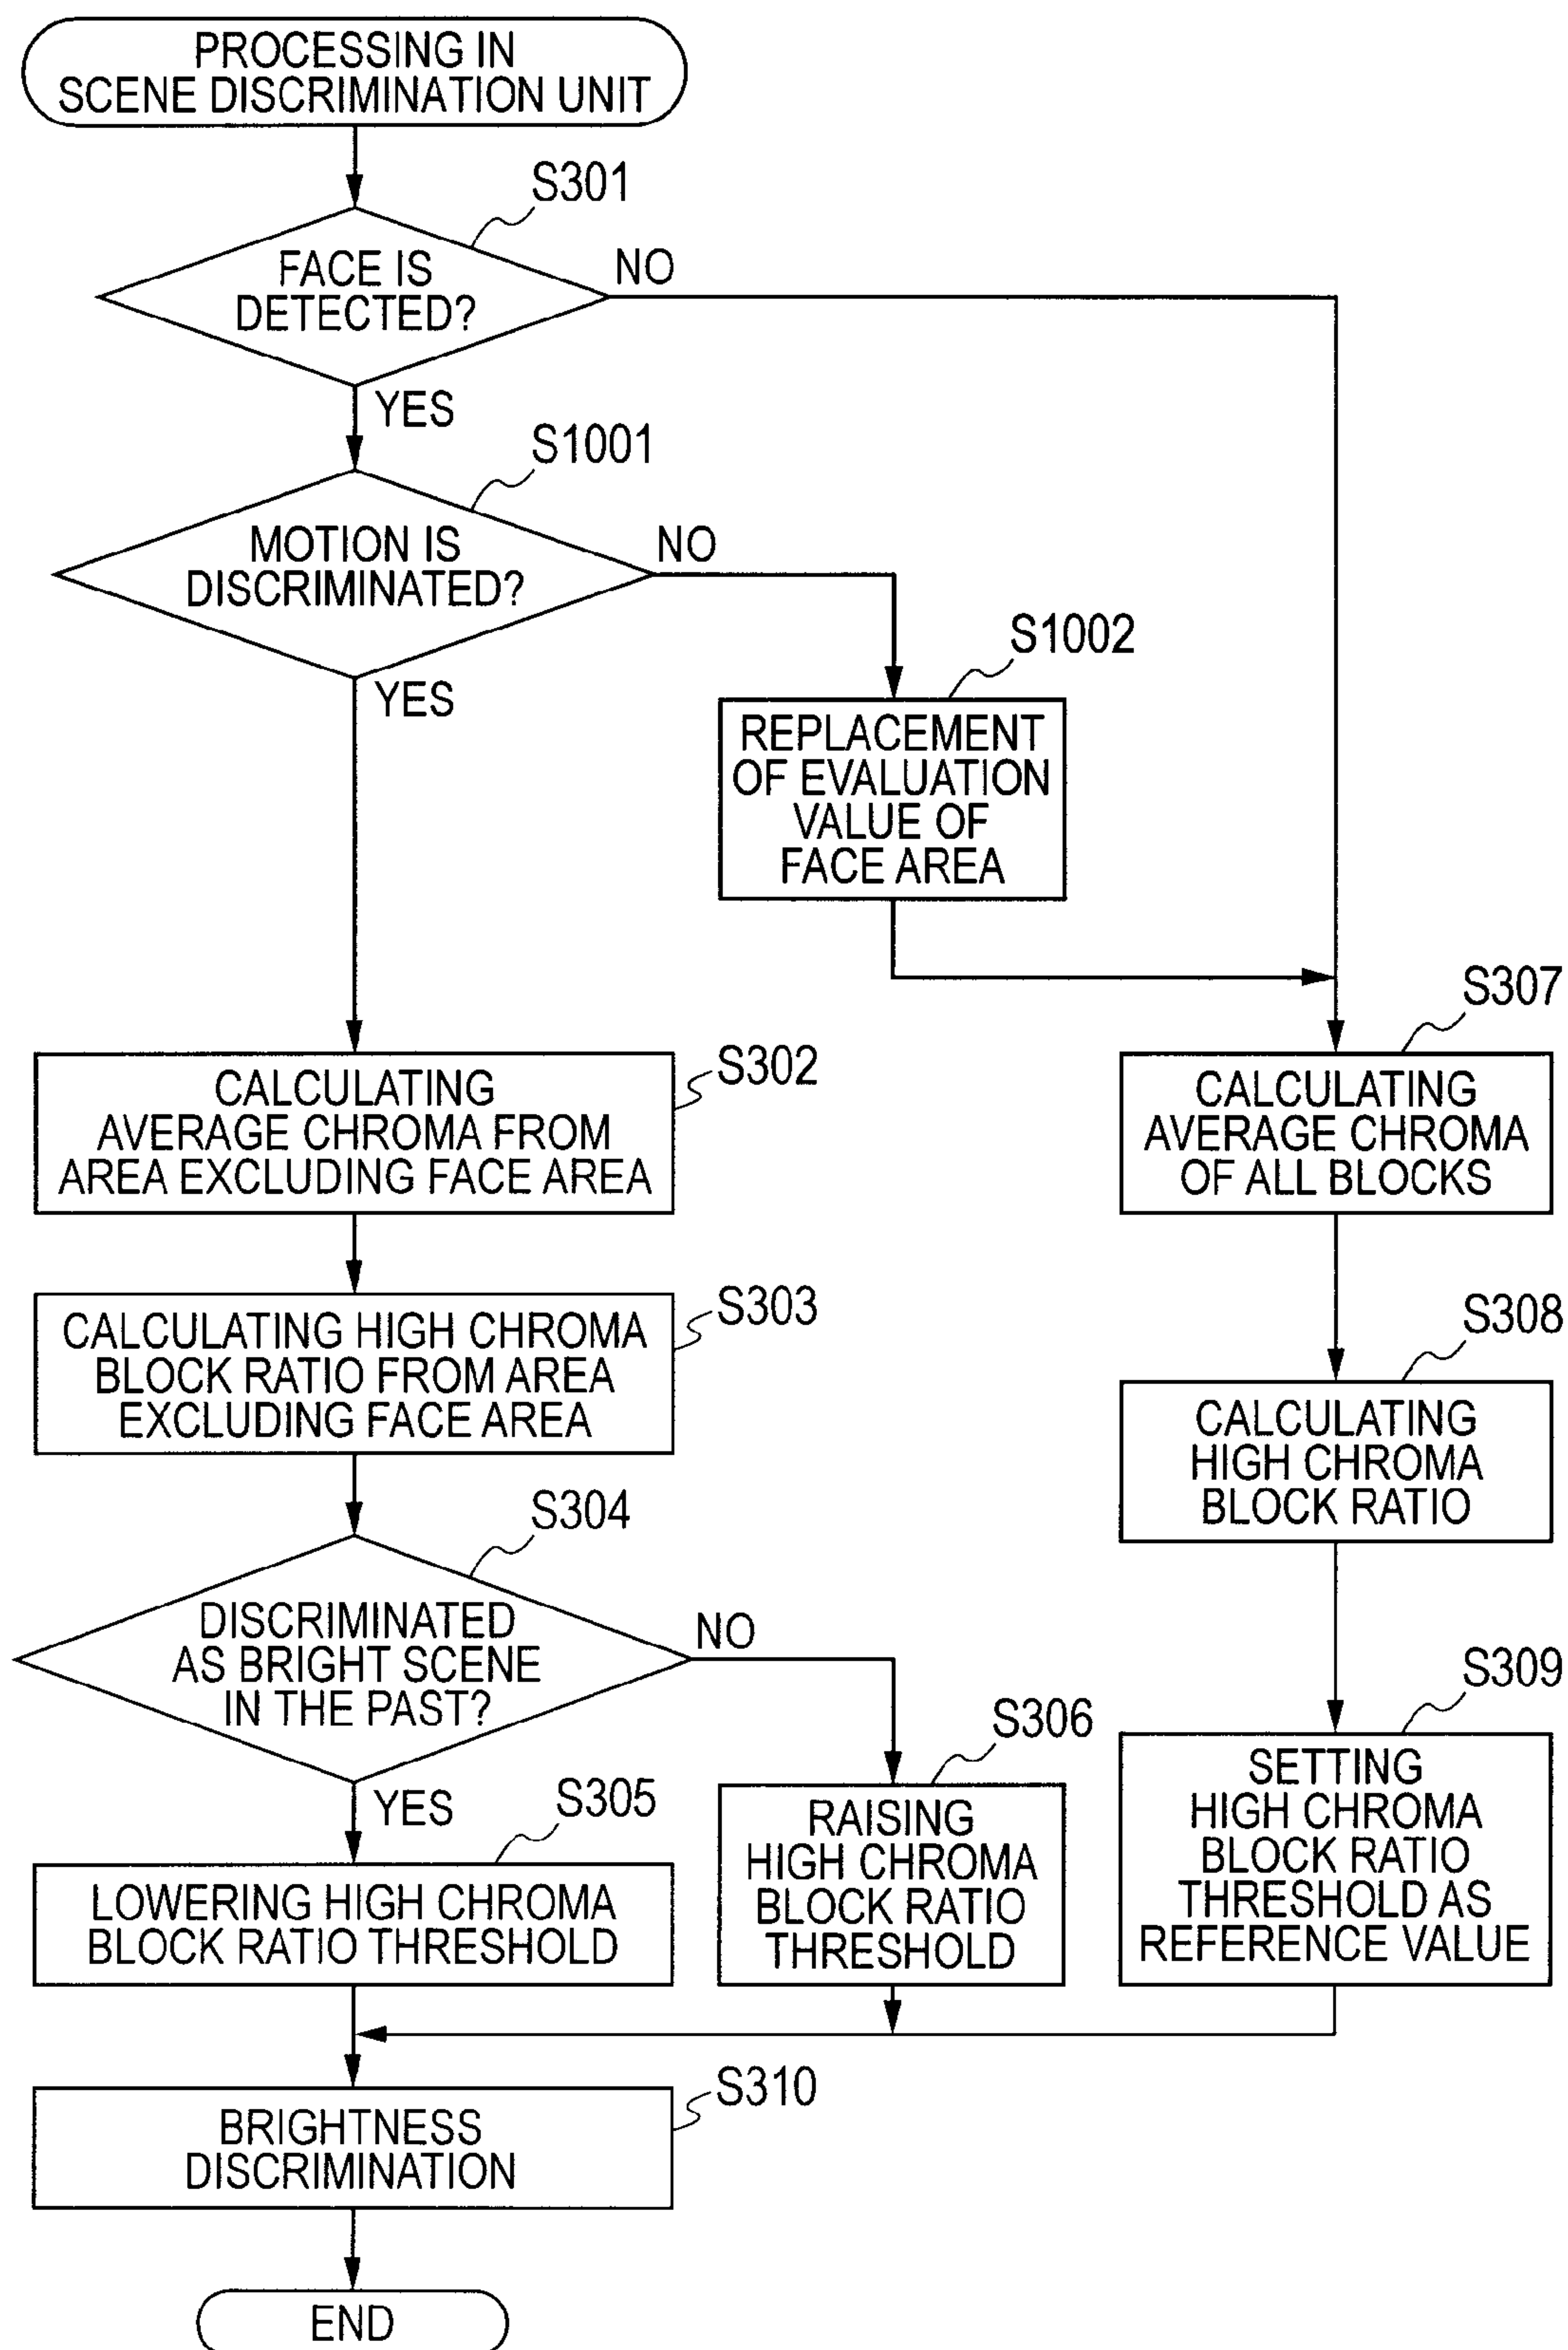 PROCESSING IN
SCENE DISCRIMINATION UNIT
S301
FACE IS
DETECTED?
NO
YES
S1001
MOTION IS
DISCRIMINATED?
NO
YES
S1002
REPLACEMENT
OF EVALUATION
VALUE OF
FACE AREA
S302
CALCULATING
AVERAGE CHROMA FROM
AREA EXCLUDING FACE AREA
S307
CALCULATING
AVERAGE CHROMA
OF ALL BLOCKS
S303
CALCULATING HIGH CHROMA
BLOCK RATIO FROM AREA
EXCLUDING FACE AREA
S308
CALCULATING
HIGH CHROMA
BLOCK RATIO
S304
DISCRIMINATED
AS BRIGHT SCENE
IN THE PAST?
NO
YES
S305
LOWERING HIGH CHROMA
BLOCK RATIO THRESHOLD
S306
RAISING
HIGH CHROMA
BLOCK RATIO
THRESHOLD
S309
SETTING
HIGH CHROMA
BLOCK RATIO
THRESHOLD AS
REFERENCE VALUE
S310
BRIGHTNESS
DISCRIMINATION
END